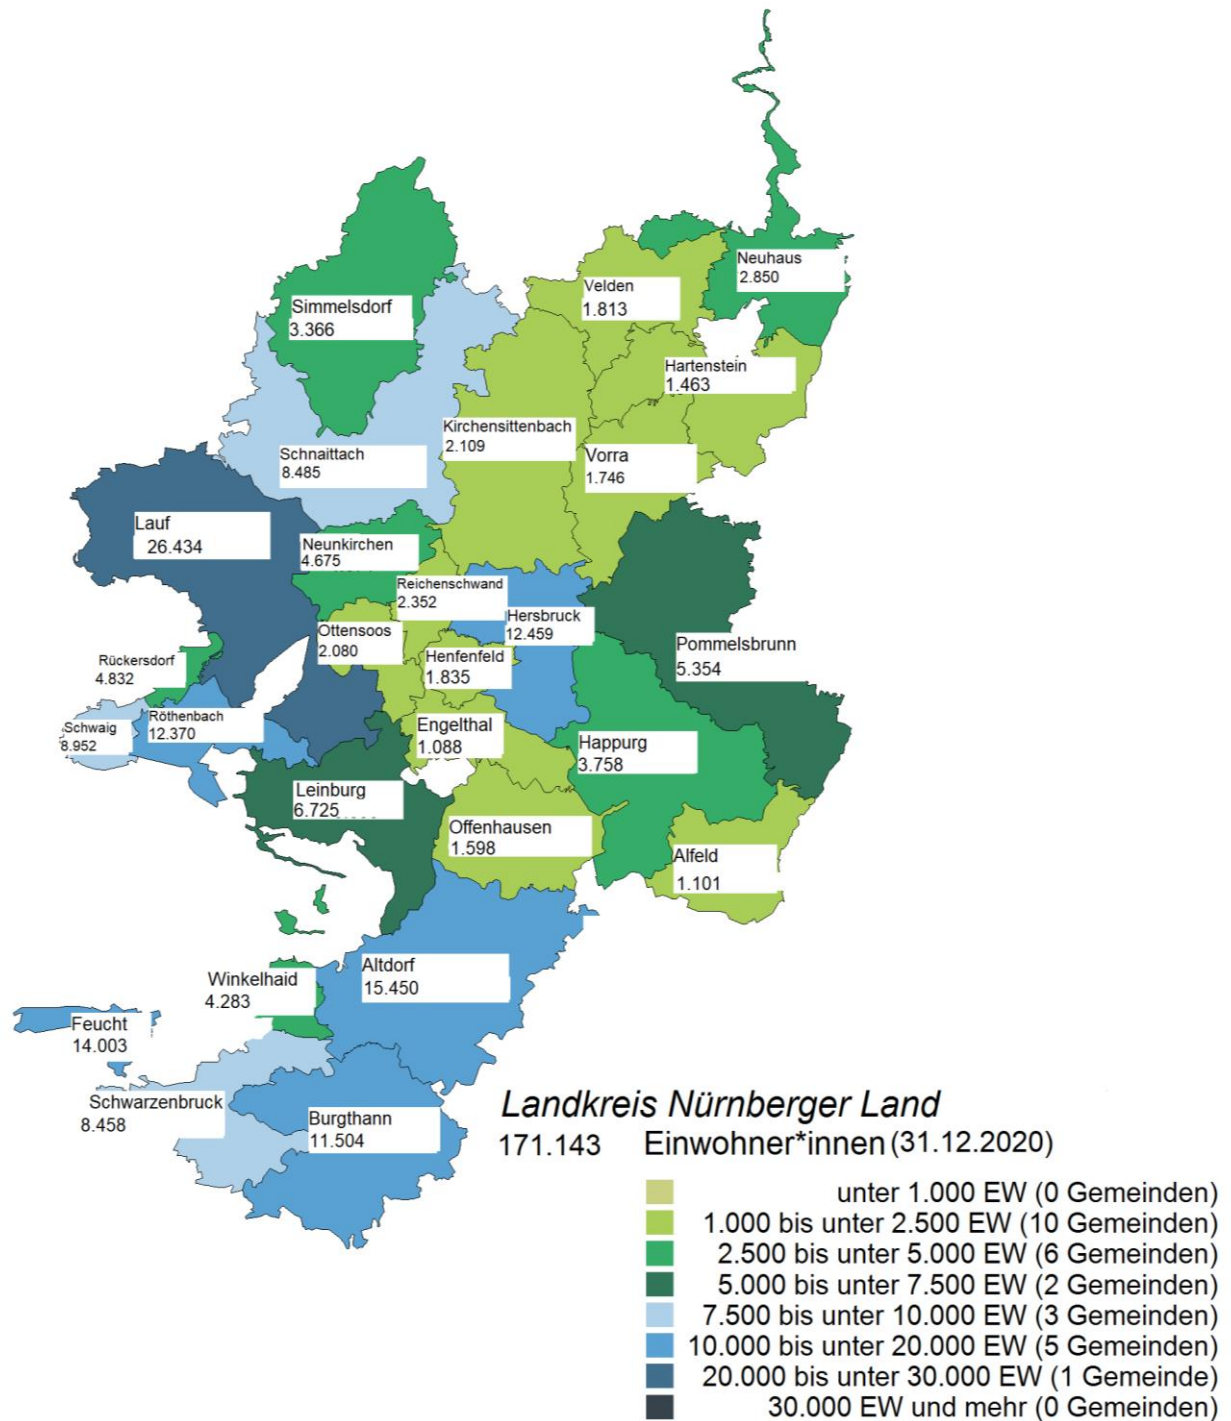 Neuhaus
2.850
Velden
1.813
Simmelsdorf
3.366
Hartenstein
1.463
Kirchensittenbach
2.109
Schnaittach
8.485
Vorra
1.746
Lauf
26.434
Neunkirchen
4.675
Reichenschwand
2.352
Hersbruck
12.459
Ottensoos
2.080
Henfenfeld
1.835
Pommelsbrunn
5.354
Rückersdorf
4.832
Schwaig
8.952
Röthenbach
12.370
Engelthal
1.088
Happurg
3.758
Leinburg
6.725
Offenhausen
1.598
Alfeld
1.101
Altdorf
15.450
Winkelhaid
4.283
Feucht
14.003
Schwarzenbruck
8.458
Burgthann
11.504
Landkreis Nürnberger Land
171.143 Einwohner*innen (31.12.2020)
unter 1.000 EW (0 Gemeinden)
1.000 bis unter 2.500 EW (10 Gemeinden)
2.500 bis unter 5.000 EW (6 Gemeinden)
5.000 bis unter 7.500 EW (2 Gemeinden)
7.500 bis unter 10.000 EW (3 Gemeinden)
10.000 bis unter 20.000 EW (5 Gemeinden)
20.000 bis unter 30.000 EW (1 Gemeinde)
30.000 EW und mehr (0 Gemeinden)